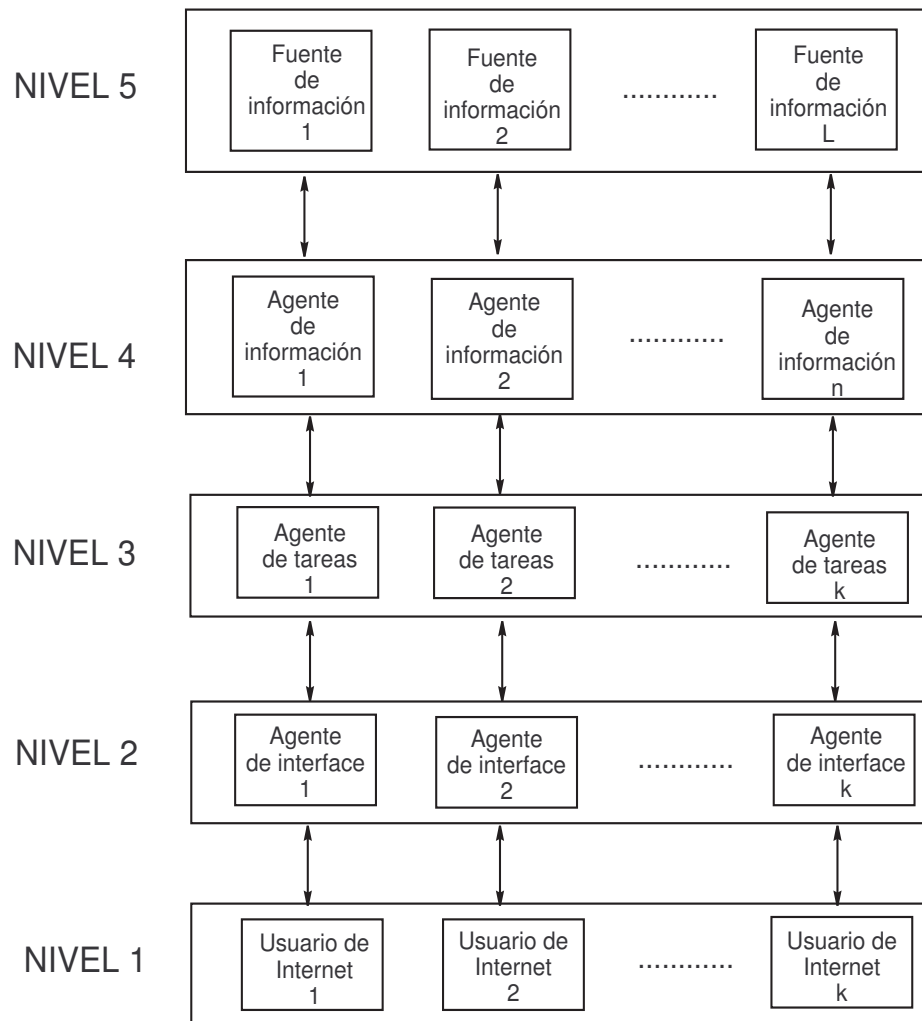 NIVEL 5
Fuente
de
información
1
Fuente
de
información
2
............
Fuente
de
información
L
NIVEL 4
Agente
de
información
1
Agente
de
información
2
............
Agente
de
información
n
NIVEL 3
Agente
de tareas
1
Agente
de tareas
2
............
Agente
de tareas
k
NIVEL 2
Agente
de interface
1
Agente
de interface
2
............
Agente
de interface
k
NIVEL 1
Usuario de
Internet
1
Usuario de
Internet
2
............
Usuario de
Internet
k